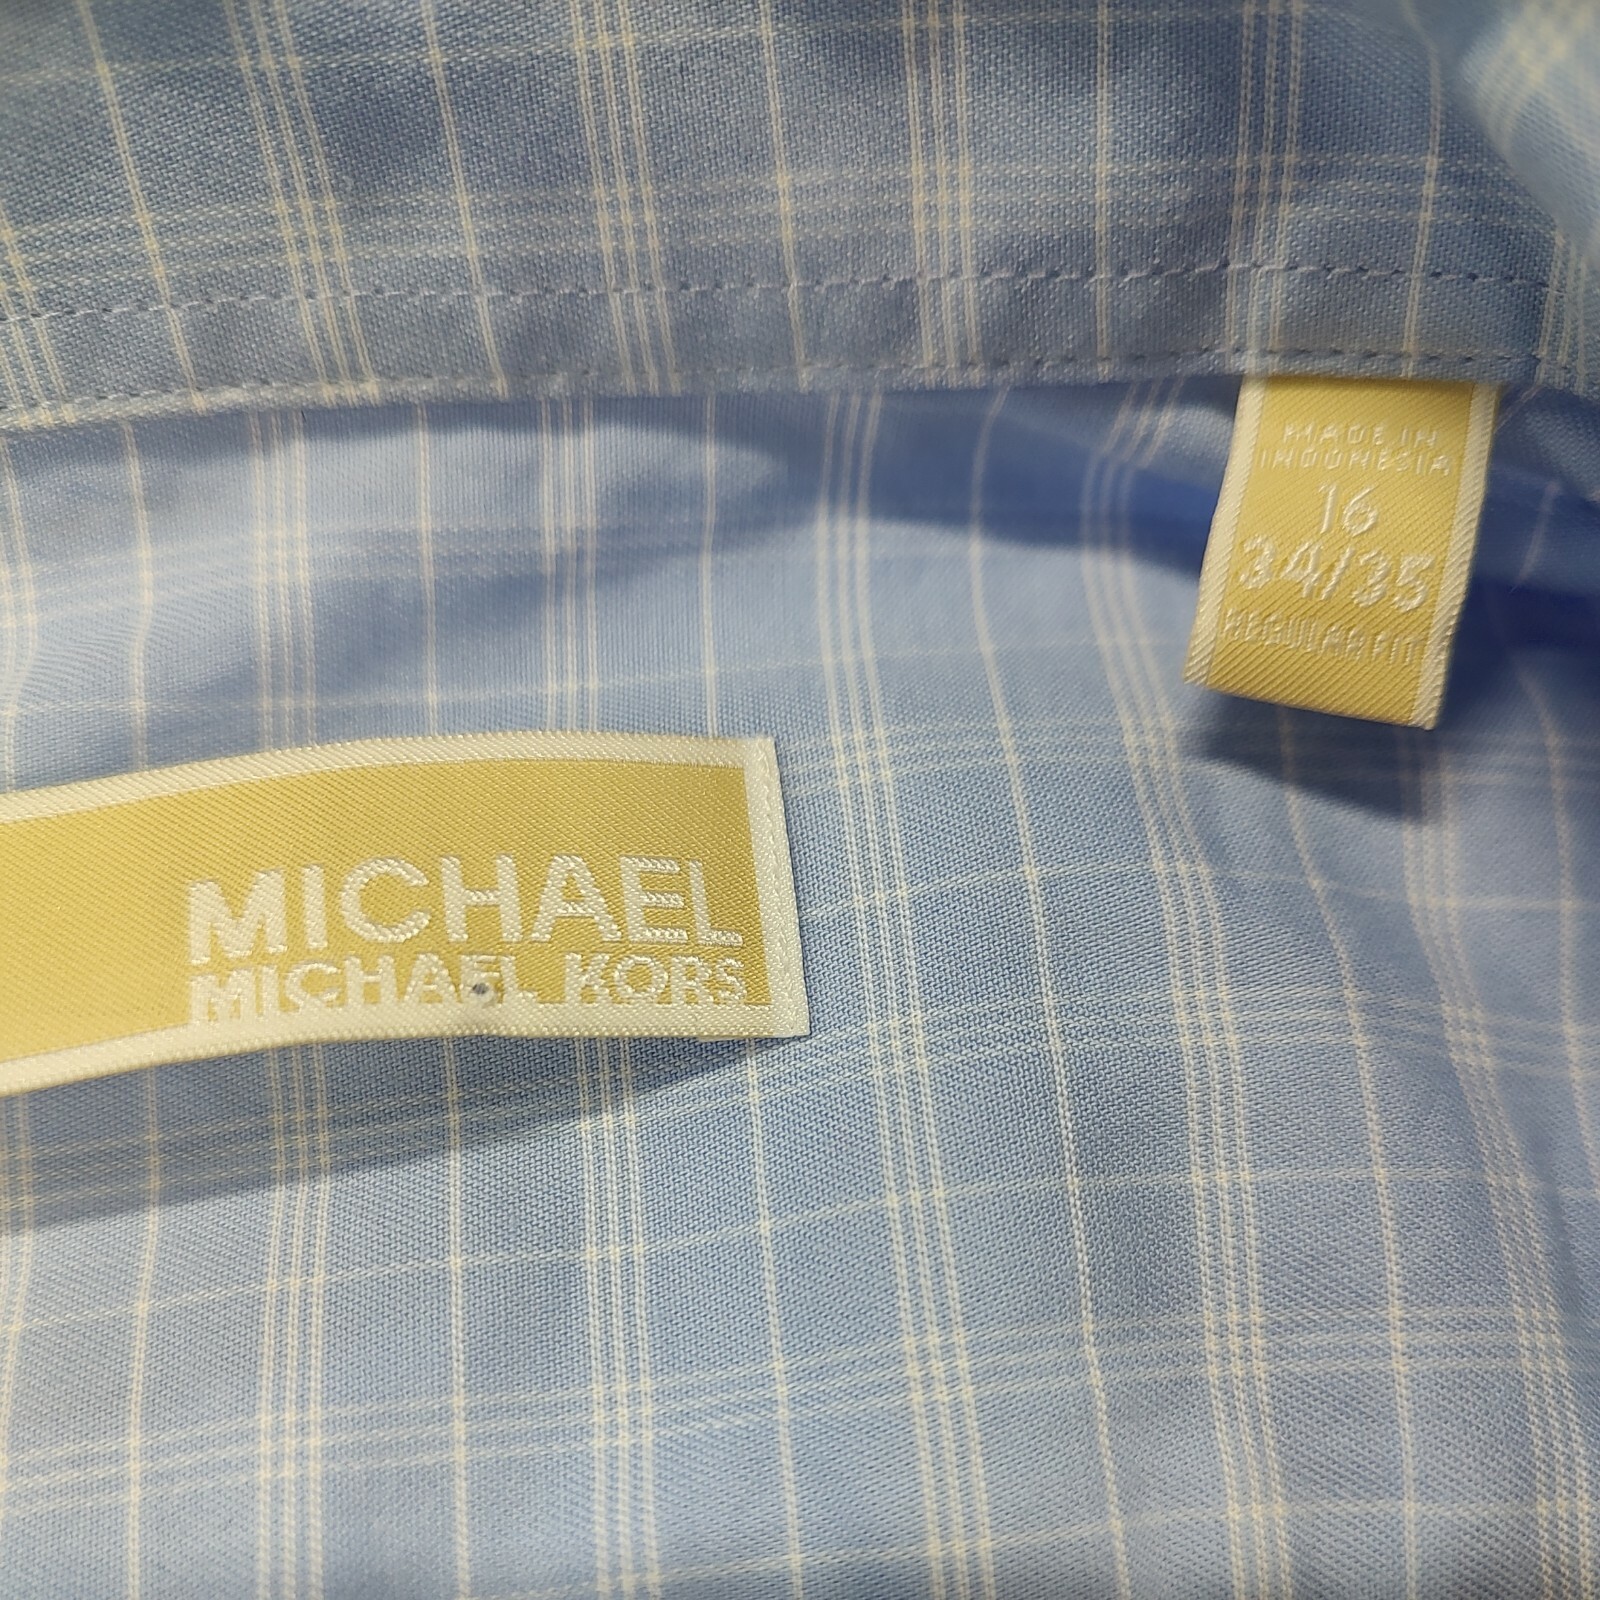 MADE IN
INDONESIA
16
34/35
REGULAR FIT
MICHAEL
MICHAEL KORS